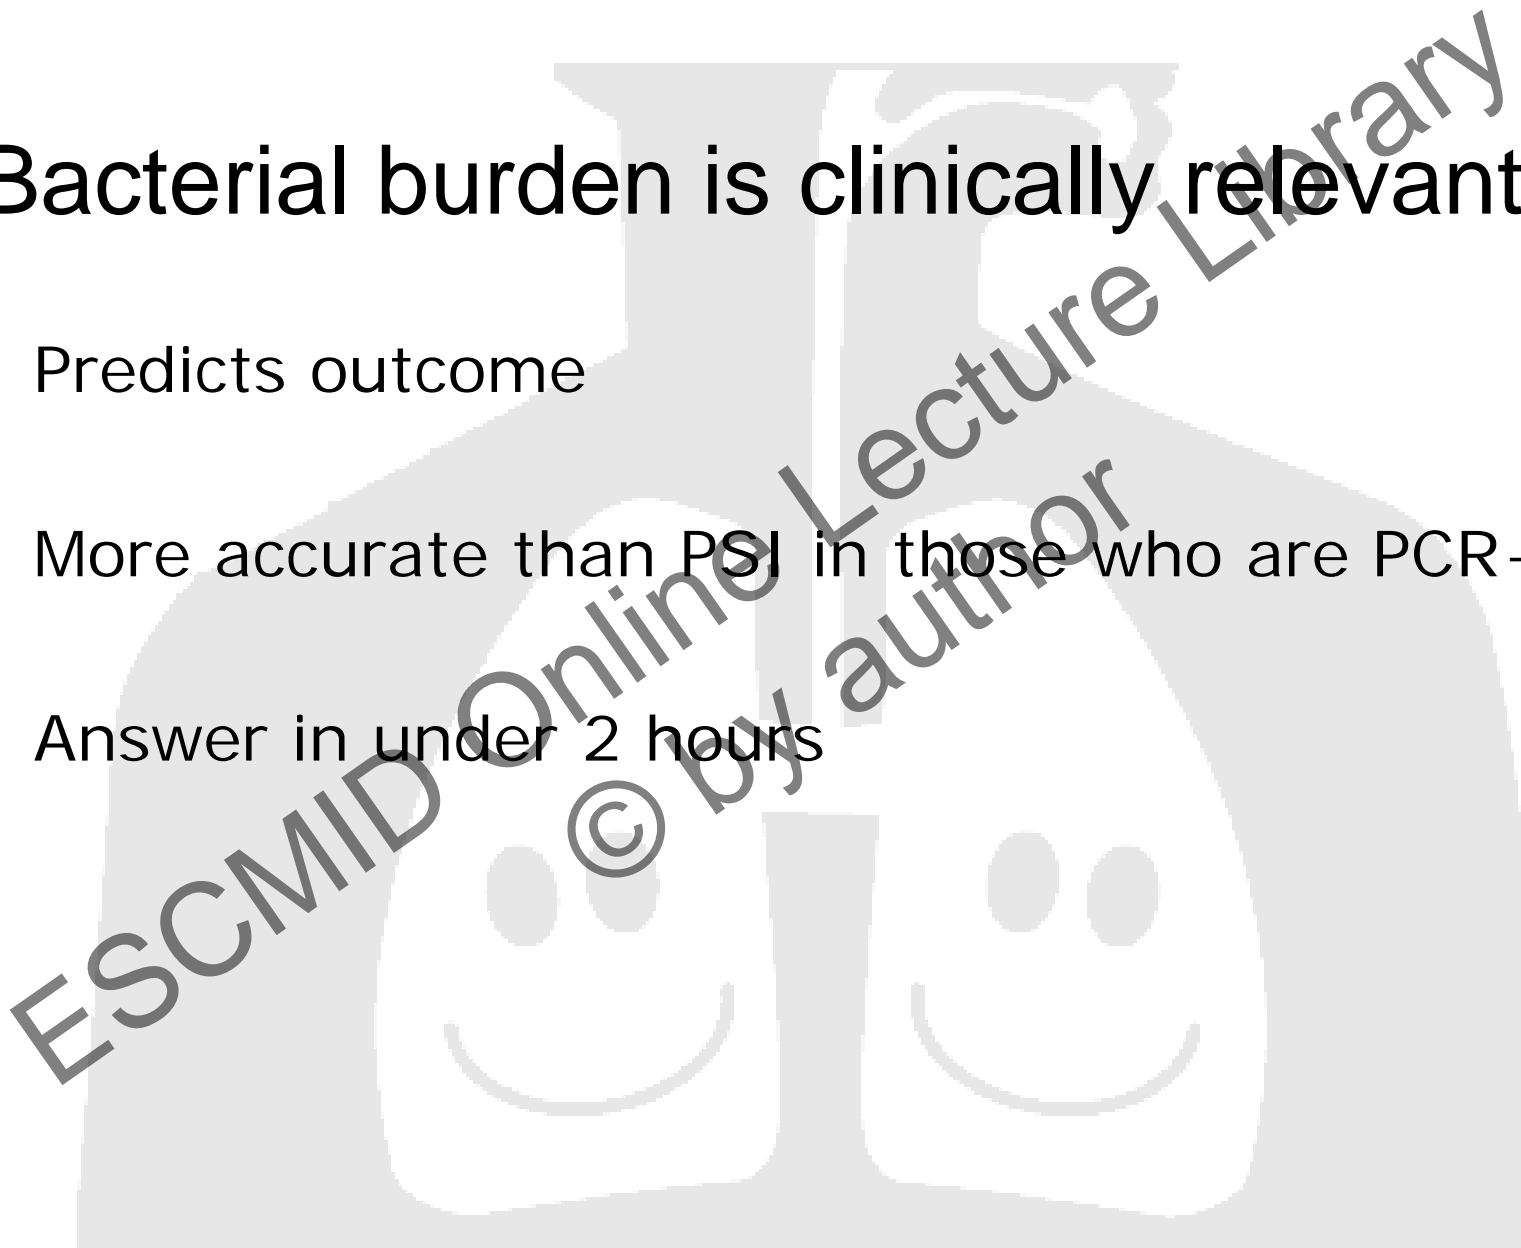 Bacterial burden is clinically relevant
Predicts outcome
More accurate than PSI in those who are PCR-
Answer in under 2 hours
ESCMID Online Lecture Library
© by author